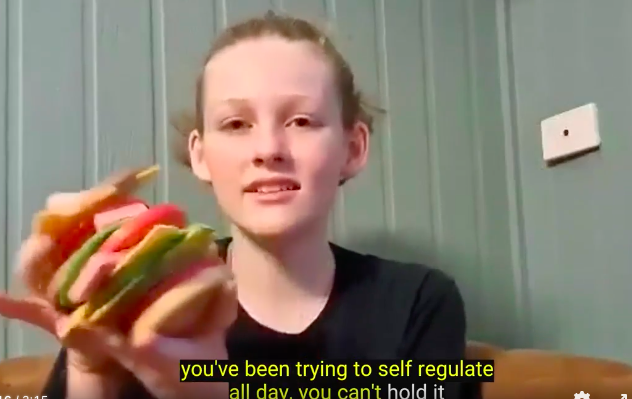 you've been trying to self regulate
all day, you can't hold it